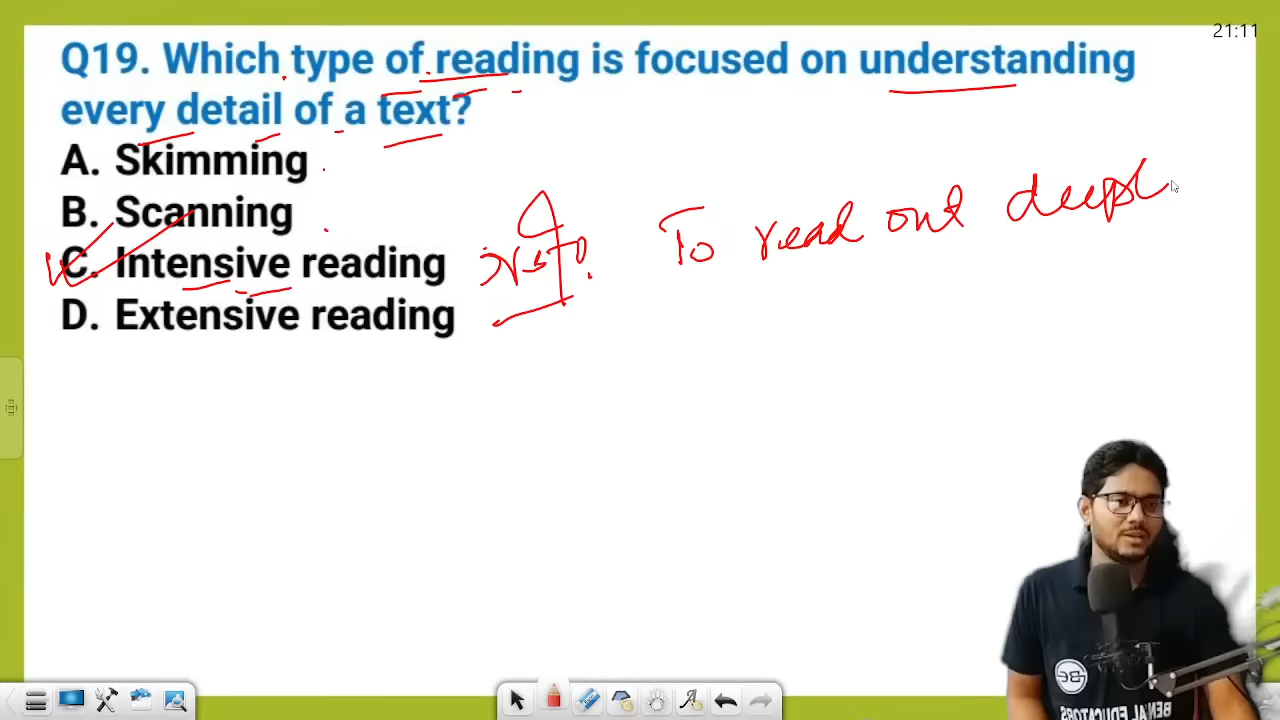 21:11
Q19. Which type of reading is focused on understanding
every detail of a text?
A. Skimming
B. Scanning
C. Intensive reading
D. Extensive reading
To read out deepl